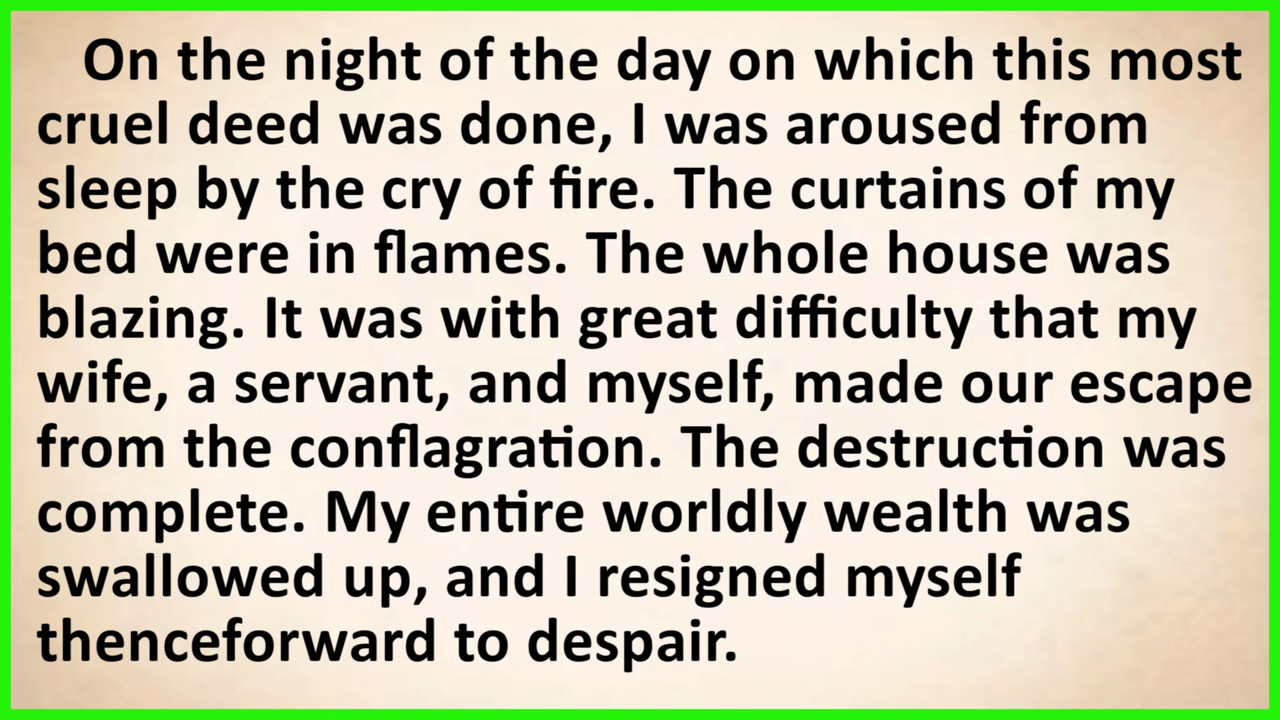 On the night of the day on which this most
cruel deed was done, I was aroused from
sleep by the cry of fire. The curtains of my
bed were in flames. The whole house was
blazing. It was with great difficulty that my
wife, a servant, and myself, made our escape
from the conflagration. The destruction was
complete. My entire worldly wealth was
swallowed up, and I resigned myself
thenceforward to despair.